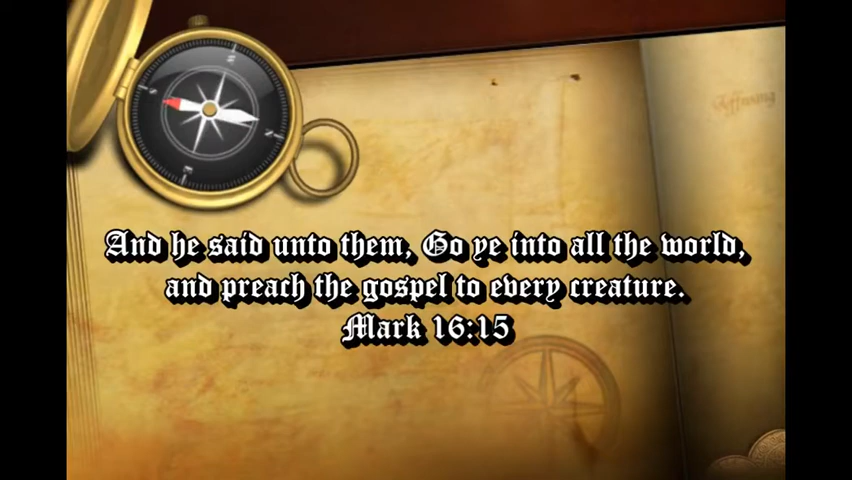 And he said unto them, Go ye into all the world,
and preach the gospel to every creature.
Mark 16:15